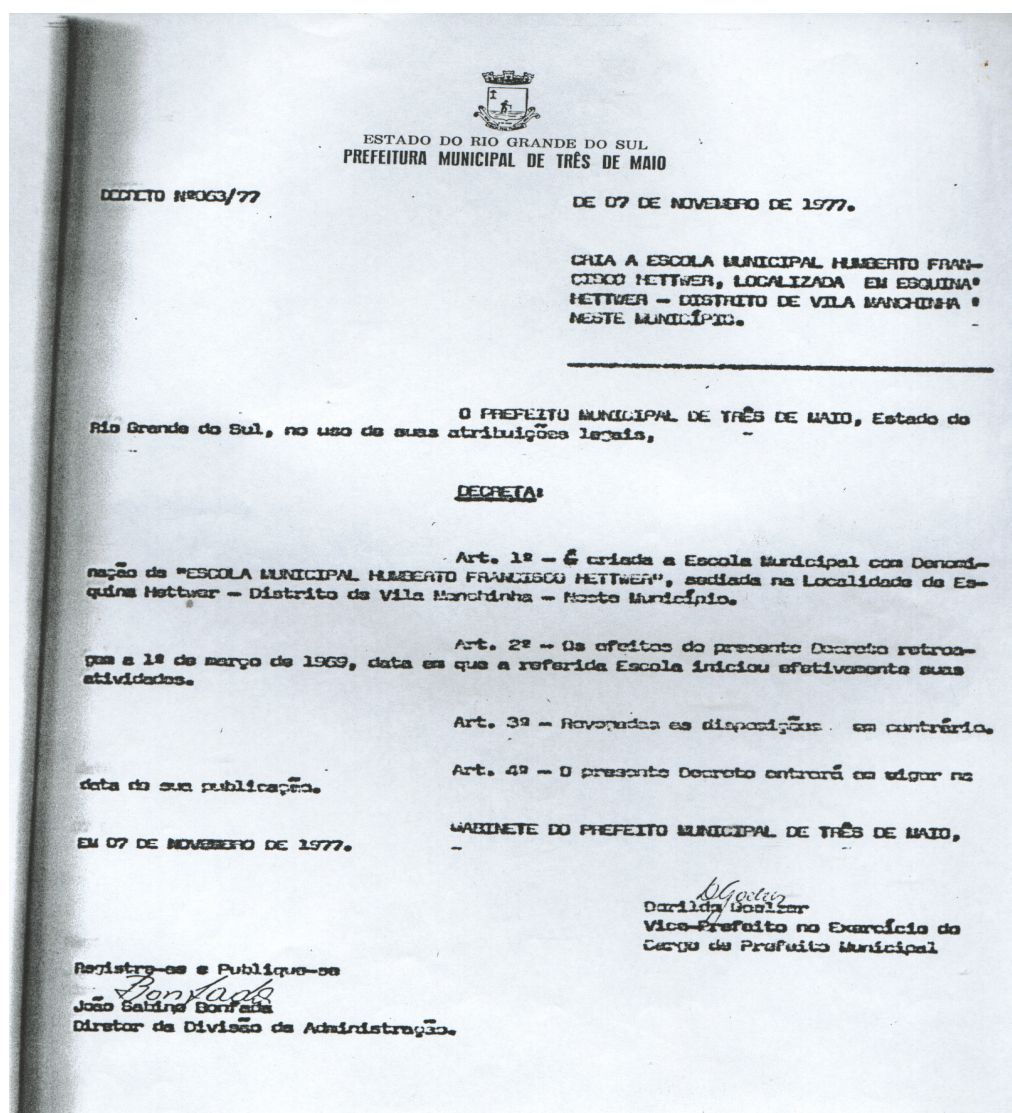 ESTADO DO RIO GRANDE DO SUL
PREFEITURA MUNICIPAL DE TRÊS DE MAIO
DECRETO Nº063/77
DE 07 DE NOVEMBRO DE 1977.
CRIA A ESCOLA MUNICIPAL HUMBERTO FRAN-
CISCO HETTWER, LOCALIZADA EM ESQUINA'
HETTWER - DISTRITO DE VILA MANCHINHA '
NESTE MUNICÍPIO.
O PREFEITO MUNICIPAL DE TRÊS DE MAIO, Estado do
Rio Grande do Sul, no uso de suas atribuições legais,
DECRETA:
Art. 1º - É criada a Escola Municipal com Denomi-
nação de "ESCOLA MUNICIPAL HUMBERTO FRANCISCO HETTWER", sediada na Localidade de Es-
quina Hettwer - Distrito de Vila Manchinha - Neste Município.
Art. 2º - Os efeitos do presente Decreto retroa-
gem a 1º de março de 1969, data em que a referida Escola iniciou efetivamente suas
atividades.
Art. 3º - Revogadas as disposições em contrário.
Art. 4º - O presente Decreto entrará em vigor na
data de sua publicação.
GABINETE DO PREFEITO MUNICIPAL DE TRÊS DE MAIO,
EM 07 DE NOVEMBRO DE 1977.
Darilda
Vice-Prefeito no Exercício do
Cargo de Prefeito Municipal
Registre-se e Publique-se
Bonfada
João Sabino Bonfada
Diretor da Divisão da Administração.